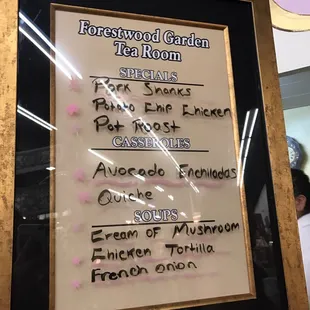 Forestwood Garden
Tea Room
SPECIALS
Pork Shanks
Potato Chip Chicken
Pot Roast
CASSEROLES
Avocado Enchiladas
Quiche
SOUPS
Cream of Mushroom
Chicken Tortilla
French onion